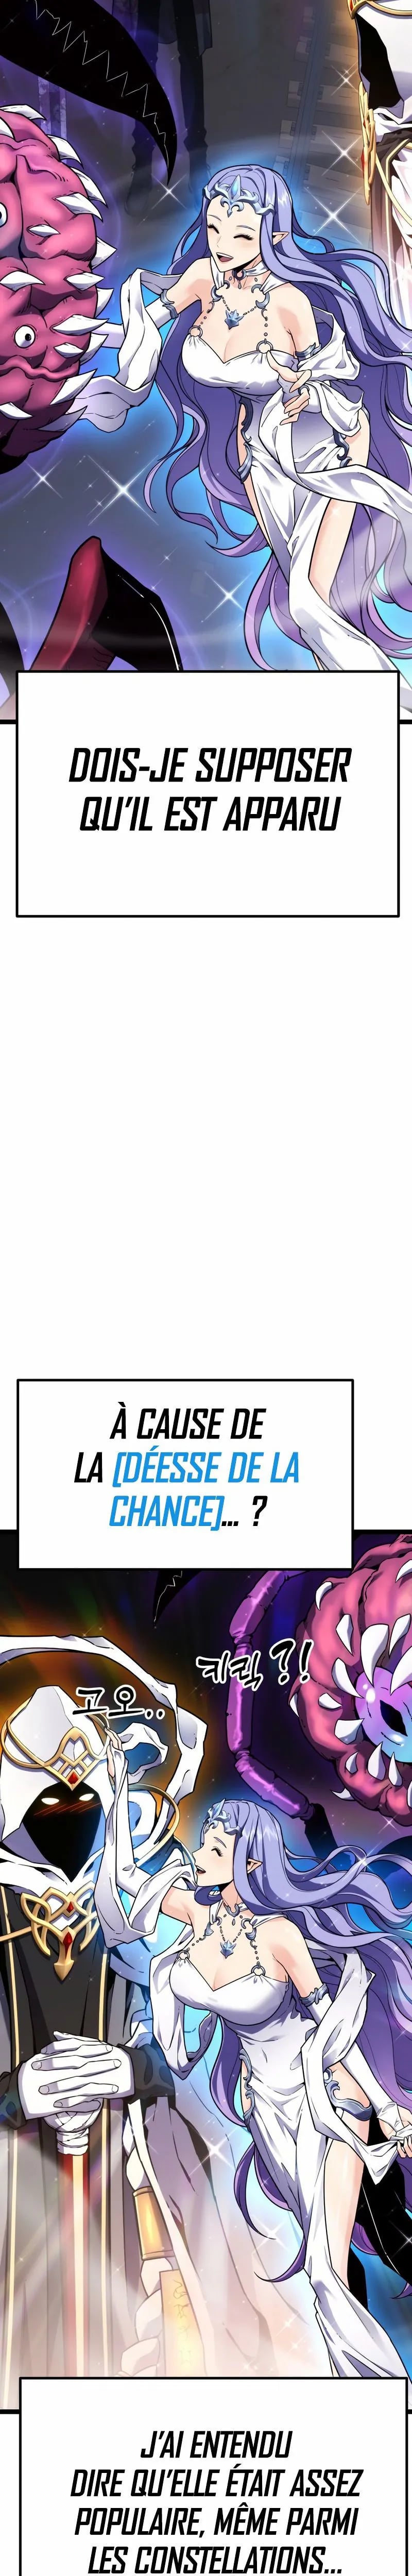 DOIS-JE SUPPOSER
QU'IL EST APPARU
À CAUSE DE
LA [DÉESSE DE LA
CHANCE]... ?
키퀵?!
고오..
J'AI ENTENDU
DIRE QU'ELLE ÉTAIT ASSEZ
POPULAIRE, MÊME PARMI
LES CONSTELLATIONS...